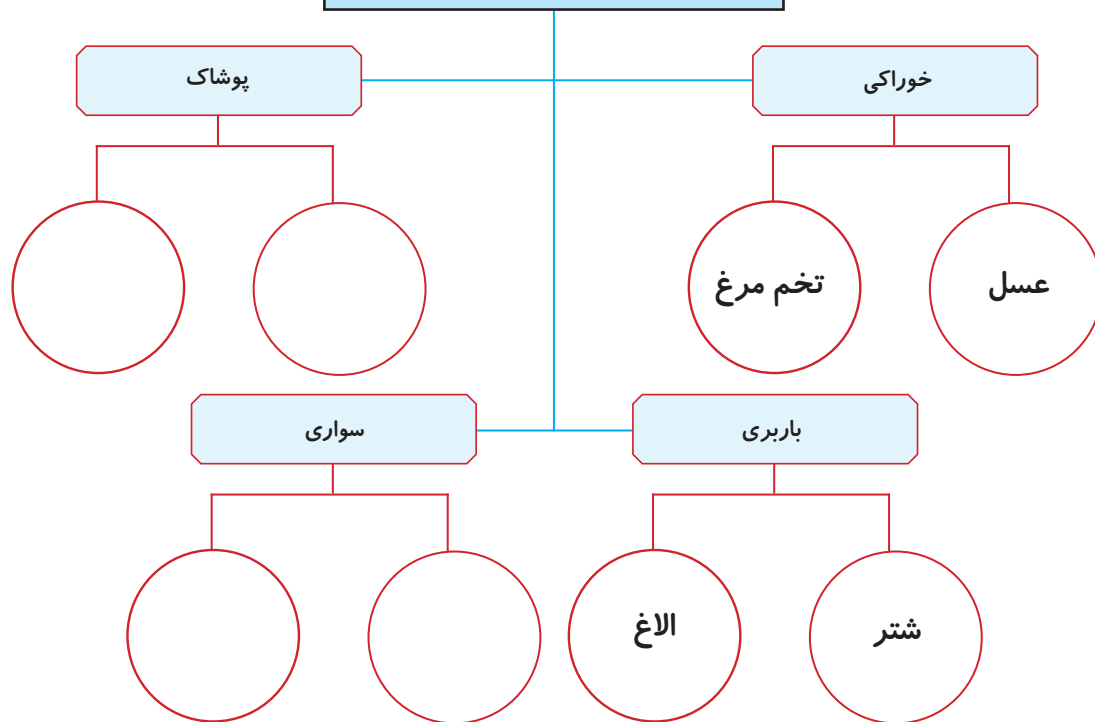 خوراکی
پوشاک
عسل
تخم مرغ
باربری
سواری
شتر
الاغ